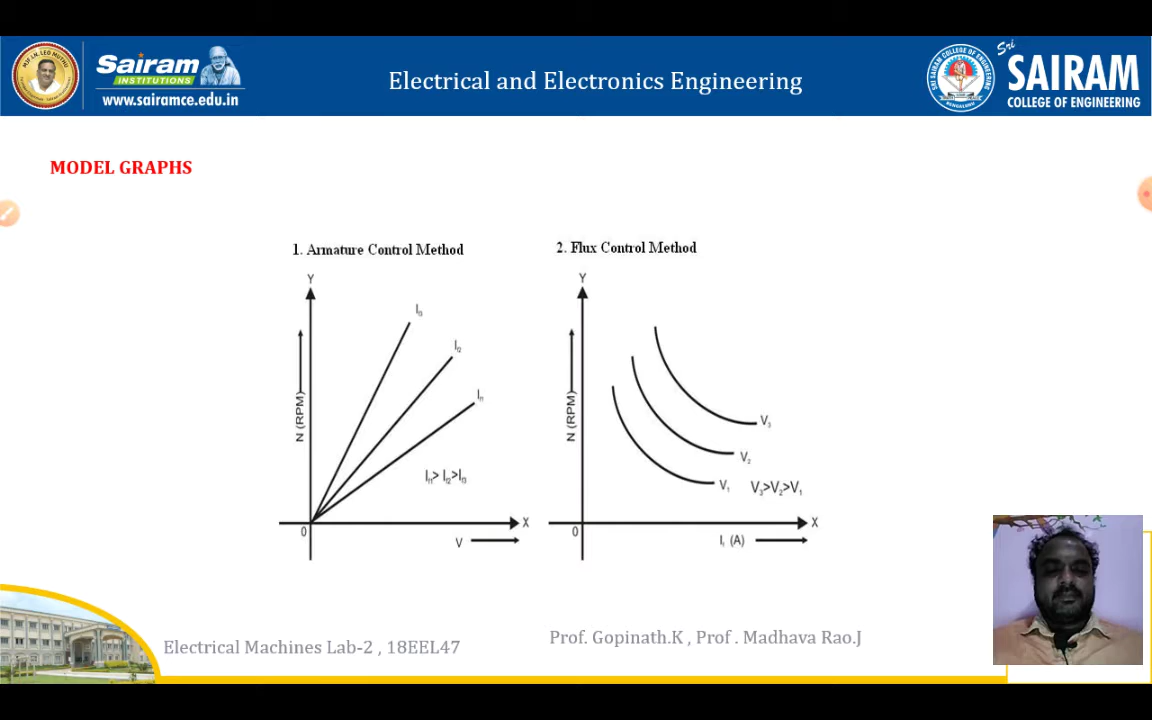 Sairam
INSTITUTIONS
www.sairamce.edu.in
Electrical and Electronics Engineering
Sri
SAIRAM
COLLEGE OF ENGINEERING
MODEL GRAPHS
1. Armature Control Method
Y
N (RPM)
If3
If2
If1
If1> If2>If3
0
X
V
2. Flux Control Method
Y
N (RPM)
V3
V2
V1
V3>V2>V1
0
X
If (A)
Electrical Machines Lab-2 , 18EEL47
Prof. Gopinath.K , Prof . Madhava Rao.J